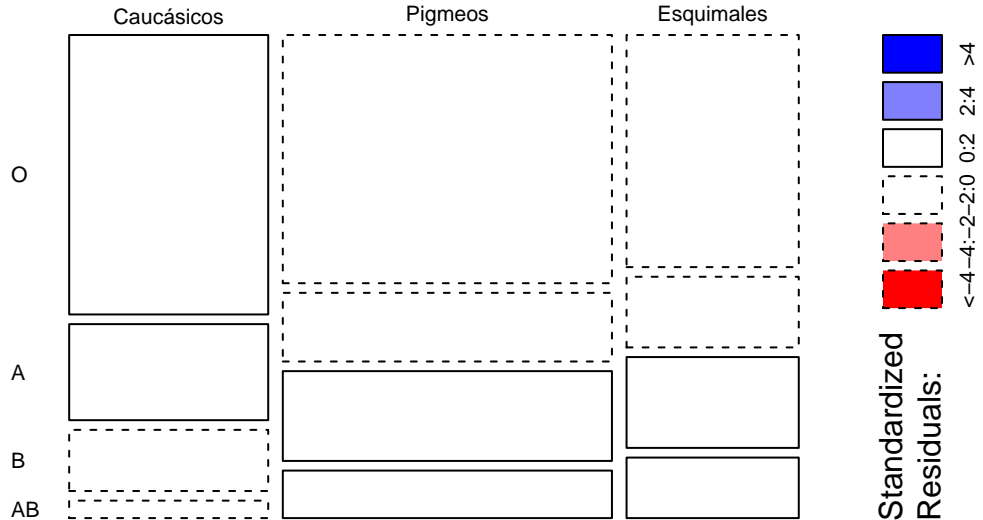 Caucásicos
Pigmeos
Esquimales
O
A
B
AB
Standardized
Residuals:
<−4
−4:−2
−2:0
0:2
2:4
>4